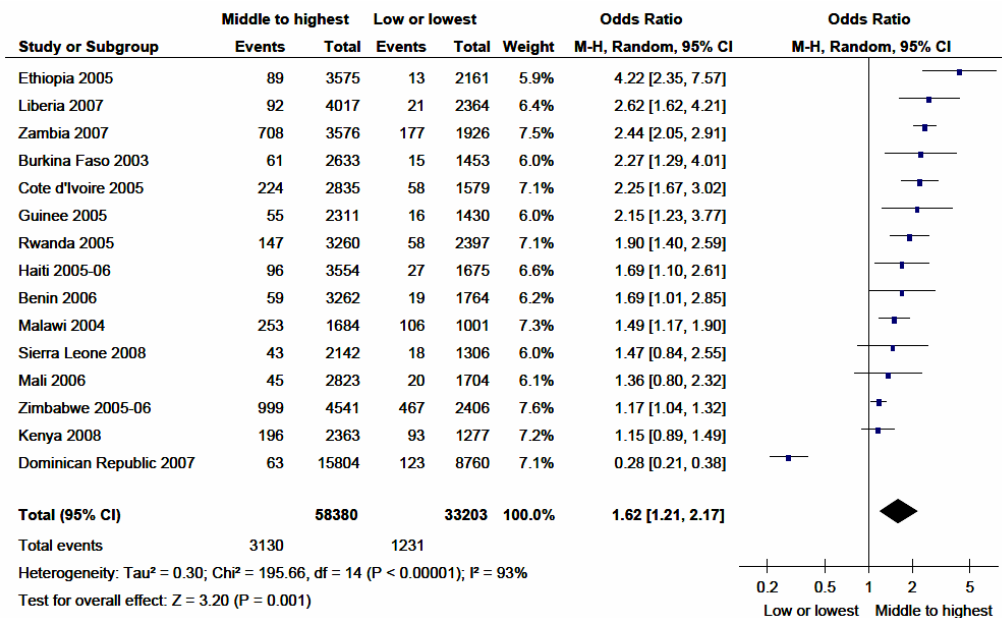 Middle to highest Low or lowest Odds Ratio Odds Ratio
Study or Subgroup Events Total Events Total Weight M-H, Random, 95% CI M-H, Random, 95% CI
Ethiopia 2005 89 3575 13 2161 5.9% 4.22 [2.35, 7.57]
Liberia 2007 92 4017 21 2364 6.4% 2.62 [1.62, 4.21]
Zambia 2007 708 3576 177 1926 7.5% 2.44 [2.05, 2.91]
Burkina Faso 2003 61 2633 15 1453 6.0% 2.27 [1.29, 4.01]
Cote d'Ivoire 2005 224 2835 58 1579 7.1% 2.25 [1.67, 3.02]
Guinee 2005 55 2311 16 1430 6.0% 2.15 [1.23, 3.77]
Rwanda 2005 147 3260 58 2397 7.1% 1.90 [1.40, 2.59]
Haiti 2005-06 96 3554 27 1675 6.6% 1.69 [1.10, 2.61]
Benin 2006 59 3262 19 1764 6.2% 1.69 [1.01, 2.85]
Malawi 2004 253 1684 106 1001 7.3% 1.49 [1.17, 1.90]
Sierra Leone 2008 43 2142 18 1306 6.0% 1.47 [0.84, 2.55]
Mali 2006 45 2823 20 1704 6.1% 1.36 [0.80, 2.32]
Zimbabwe 2005-06 999 4541 467 2406 7.6% 1.17 [1.04, 1.32]
Kenya 2008 196 2363 93 1277 7.2% 1.15 [0.89, 1.49]
Dominican Republic 2007 63 15804 123 8760 7.1% 0.28 [0.21, 0.38]
Total (95% CI) 58380 33203 100.0% 1.62 [1.21, 2.17]
Total events 3130 1231
Heterogeneity: Tau² = 0.30; Chi² = 195.66, df = 14 (P < 0.00001); I² = 93%
Test for overall effect: Z = 3.20 (P = 0.001)
0.2 0.5 1 2 5
Low or lowest Middle to highest